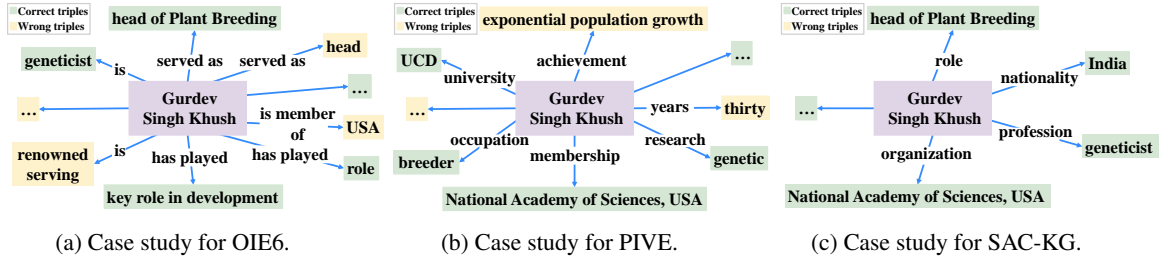 Correct triples
Wrong triples
head of Plant Breeding
geneticist
served as
served as
head
is
...
...
Gurdev
Singh Khush
is member
of
USA
renowned
serving
is
has played
has played
role
key role in development
(a) Case study for OIE6.
Correct triples
Wrong triples
exponential population growth
UCD
achievement
...
university
...
Gurdev
Singh Khush
years
thirty
occupation
research
breeder
membership
genetic
National Academy of Sciences, USA
(b) Case study for PIVE.
Correct triples
Wrong triples
head of Plant Breeding
role
India
nationality
...
Gurdev
Singh Khush
profession
geneticist
organization
National Academy of Sciences, USA
(c) Case study for SAC-KG.